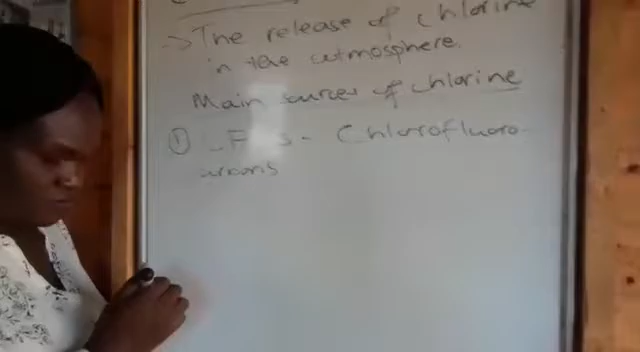 -> The release of chlorine
in the atmosphere.
Main sources of chlorine
① CFCs - Chlorofluoro-
carbons